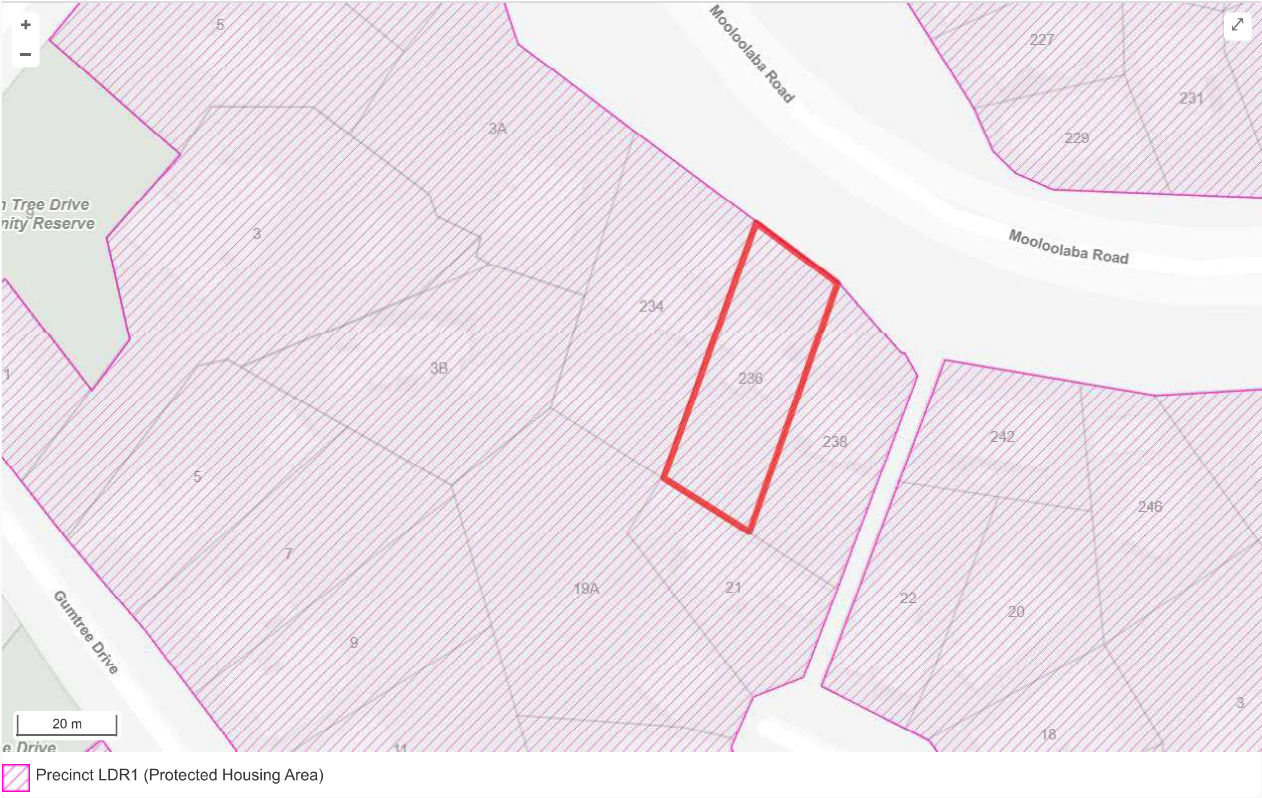 +
−
5
Mooloolaba Road
227
231
3A
229
n Tree Drive
9
nity Reserve
3
Mooloolaba Road
234
3B
1
236
238
242
5
246
7
19A
21
22
20
Gumtree Drive
9
3
20 m
e Drive
11
18
Precinct LDR1 (Protected Housing Area)